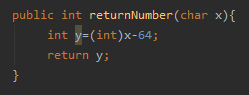 public int returnNumber(char x){
int y=(int)x-64;
return y;
}